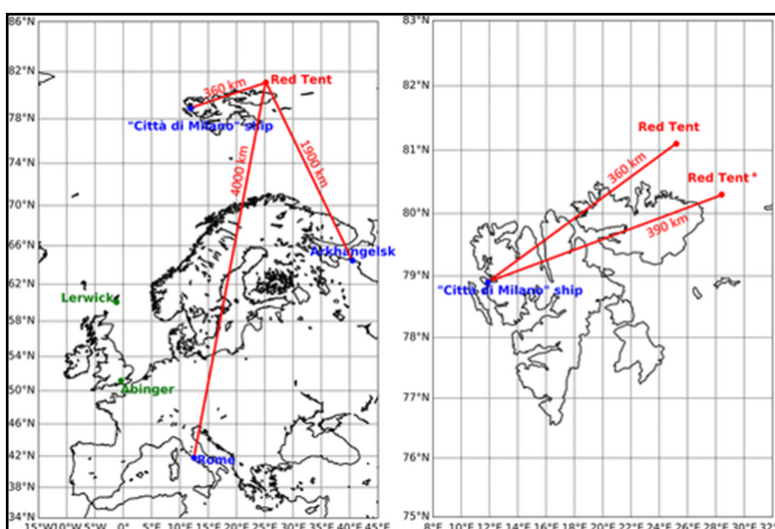 86°N
82°N
78°N
74°N
70°N
66°N
62°N
58°N
54°N
50°N
46°N
42°N
38°N
34°N
15°W10°W 5°W 0° 5°E 10°E 15°E 20°E 25°E 30°E 35°E 40°E 45°E
Red Tent
360 km
"Città di Milano" ship
4000 km
1900 km
Arkhangelsk
Lerwick
Abinger
Rome
83°N
82°N
81°N
80°N
79°N
78°N
77°N
76°N
75°N
8°E 10°E 12°E 14°E 16°E 18°E 20°E 22°E 24°E 26°E 28°E 30°E 32°E
Red Tent
360 km
Red Tent*
390 km
"Città di Milano" ship